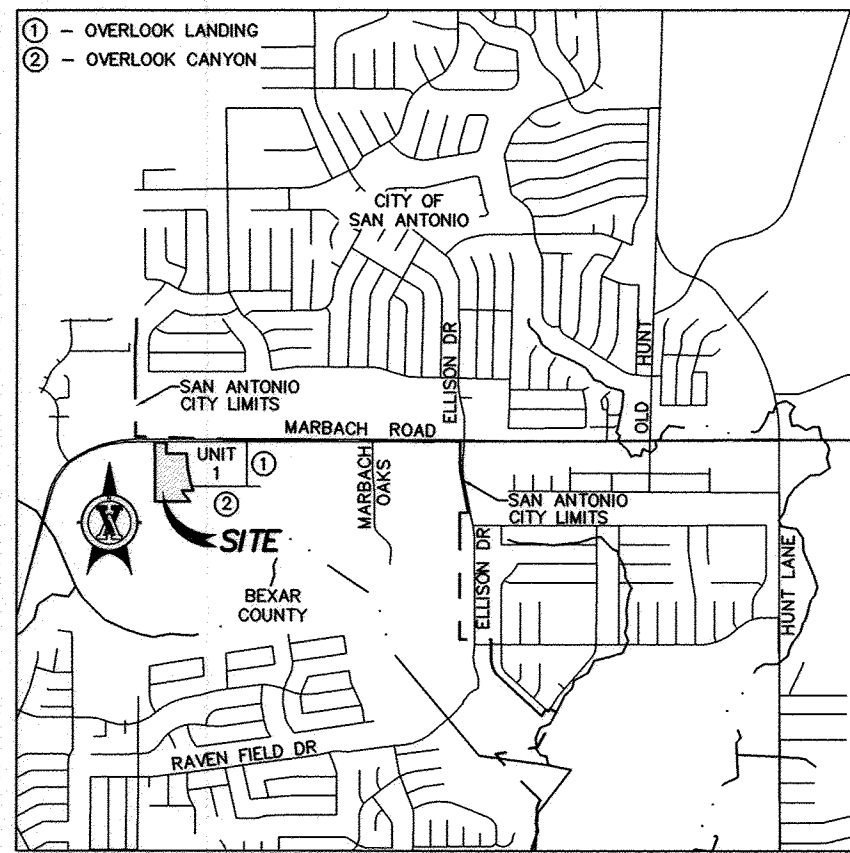 ① – OVERLOOK LANDING
② – OVERLOOK CANYON
CITY OF
SAN ANTONIO
ELLISON DR
OLD HUNT
SAN ANTONIO
CITY LIMITS
MARBACH ROAD
UNIT
1
①
②
MARBACH
OAKS
SAN ANTONIO
CITY LIMITS
X
SITE
BEXAR
COUNTY
ELLISON DR
HUNT LANE
RAVEN FIELD DR